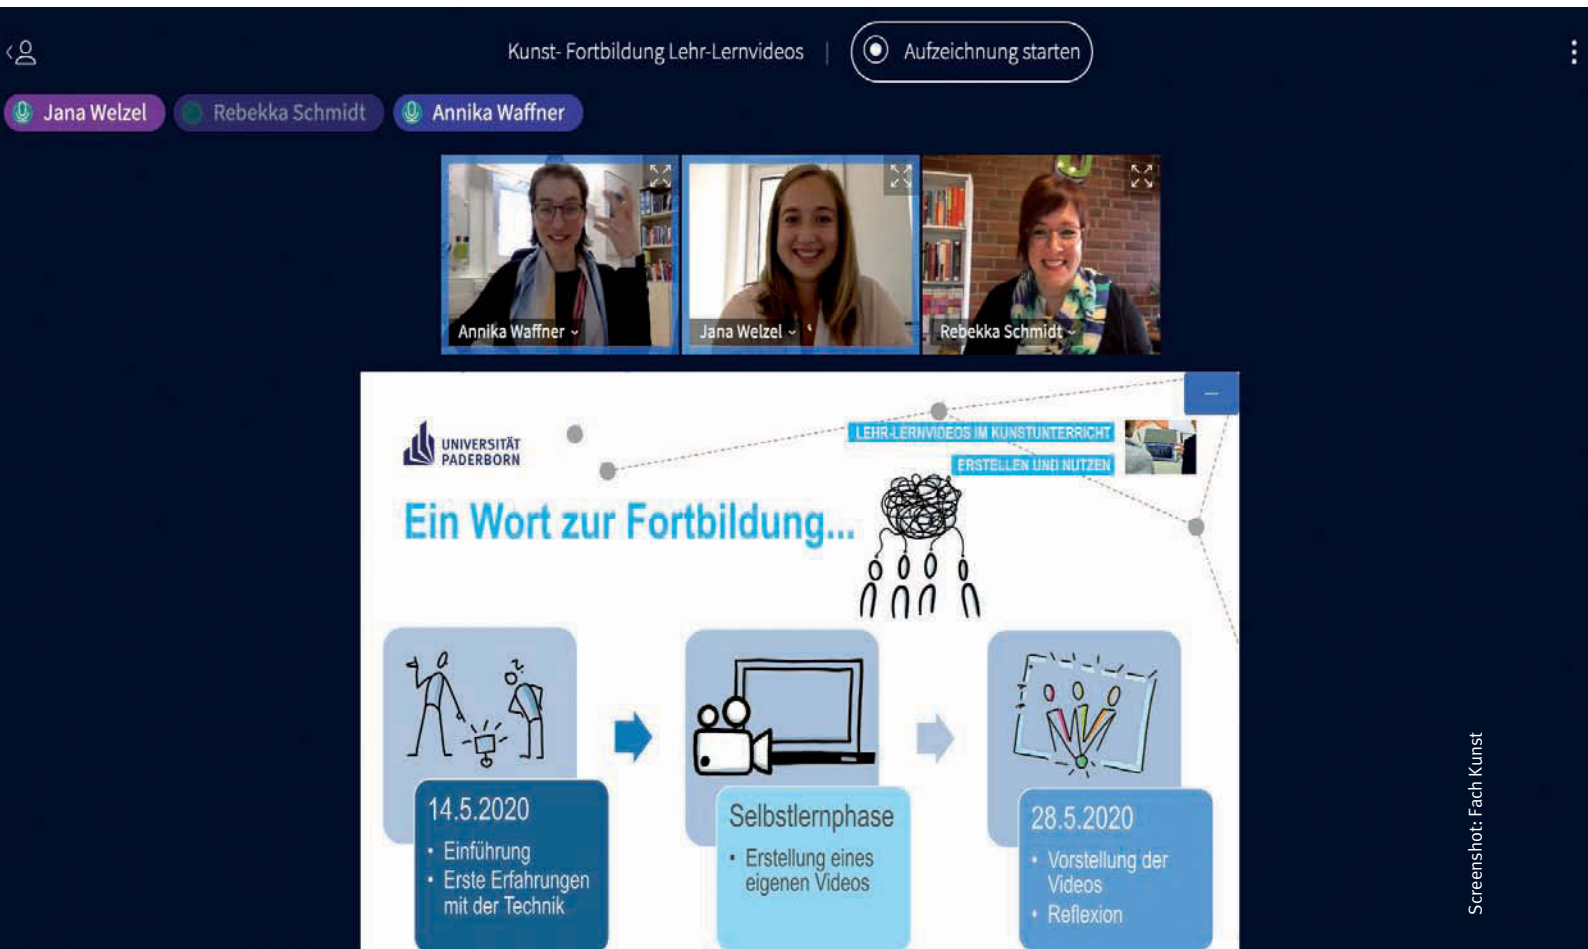 Kunst- Fortbildung Lehr-Lernvideos | Aufzeichnung starten
Jana Welzel
Rebekka Schmidt
Annika Waffner
Annika Waffner
Jana Welzel
Rebekka Schmidt
UNIVERSITÄT
PADERBORN
LEHR-LERNVIDEOS IM KUNSTUNTERRICHT
ERSTELLEN UND NUTZEN
Ein Wort zur Fortbildung...
14.5.2020
• Einführung
• Erste Erfahrungen
mit der Technik
Selbstlernphase
• Erstellung eines
eigenen Videos
28.5.2020
• Vorstellung der
Videos
• Reflexion
Screenshot: Fach Kunst